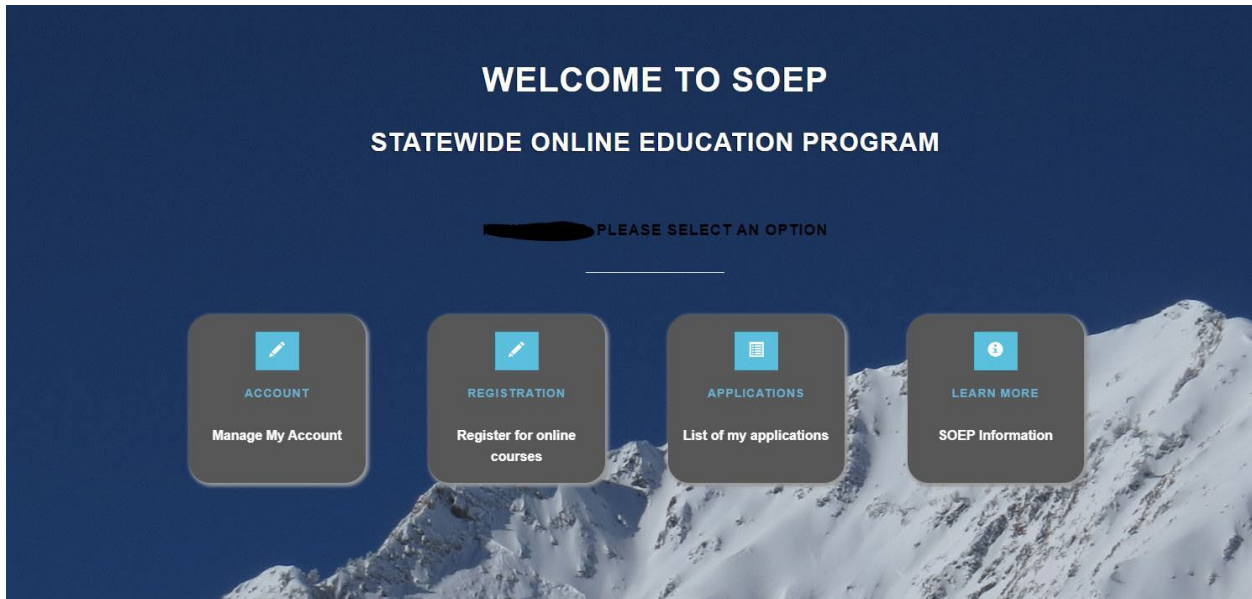 WELCOME TO SOEP
STATEWIDE ONLINE EDUCATION PROGRAM
PLEASE SELECT AN OPTION
ACCOUNT
Manage My Account
REGISTRATION
Register for online
courses
APPLICATIONS
List of my applications
LEARN MORE
SOEP Information